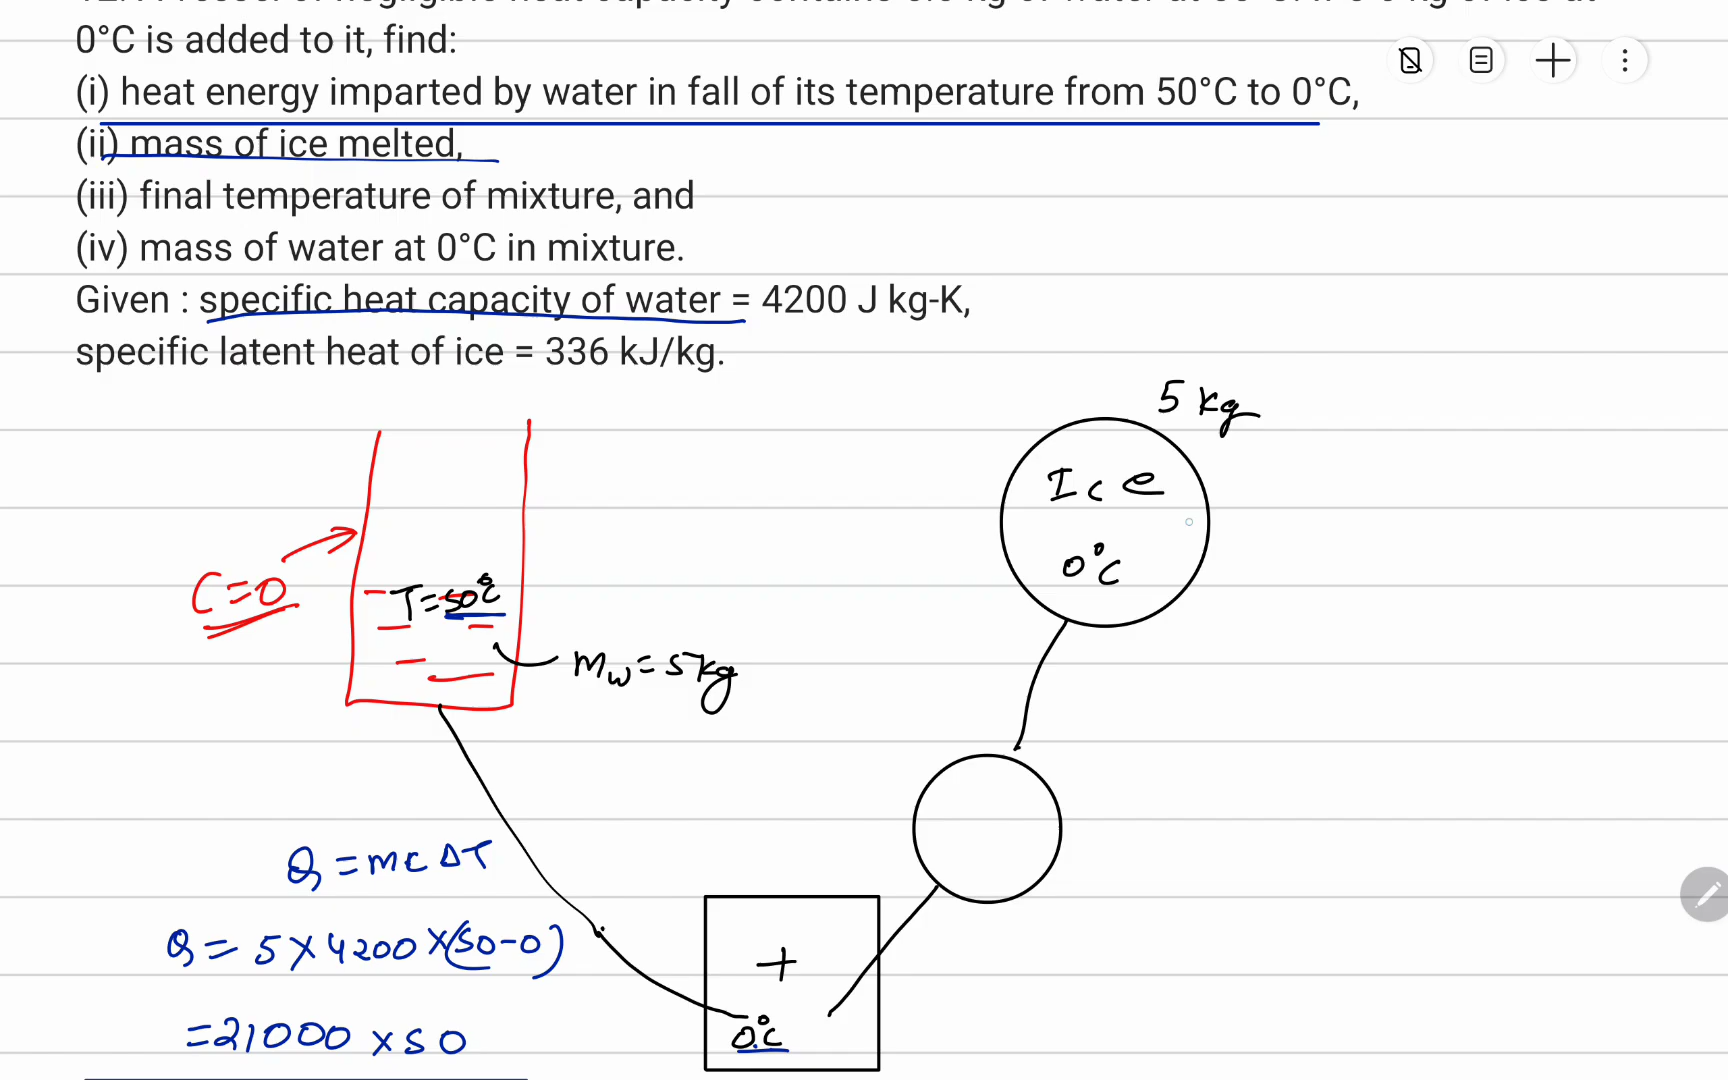 0°C is added to it, find:
(i) heat energy imparted by water in fall of its temperature from 50°C to 0°C,
(ii) mass of ice melted,
(iii) final temperature of mixture, and
(iv) mass of water at 0°C in mixture.
Given : specific heat capacity of water = 4200 J kg-K,
specific latent heat of ice = 336 kJ/kg.
5 kg
Ice
0°C
C=0
T=50°C
mw=5kg
Q=mcΔT
Q= 5×4200×(50-0)
=21000 ×50
+
0°C